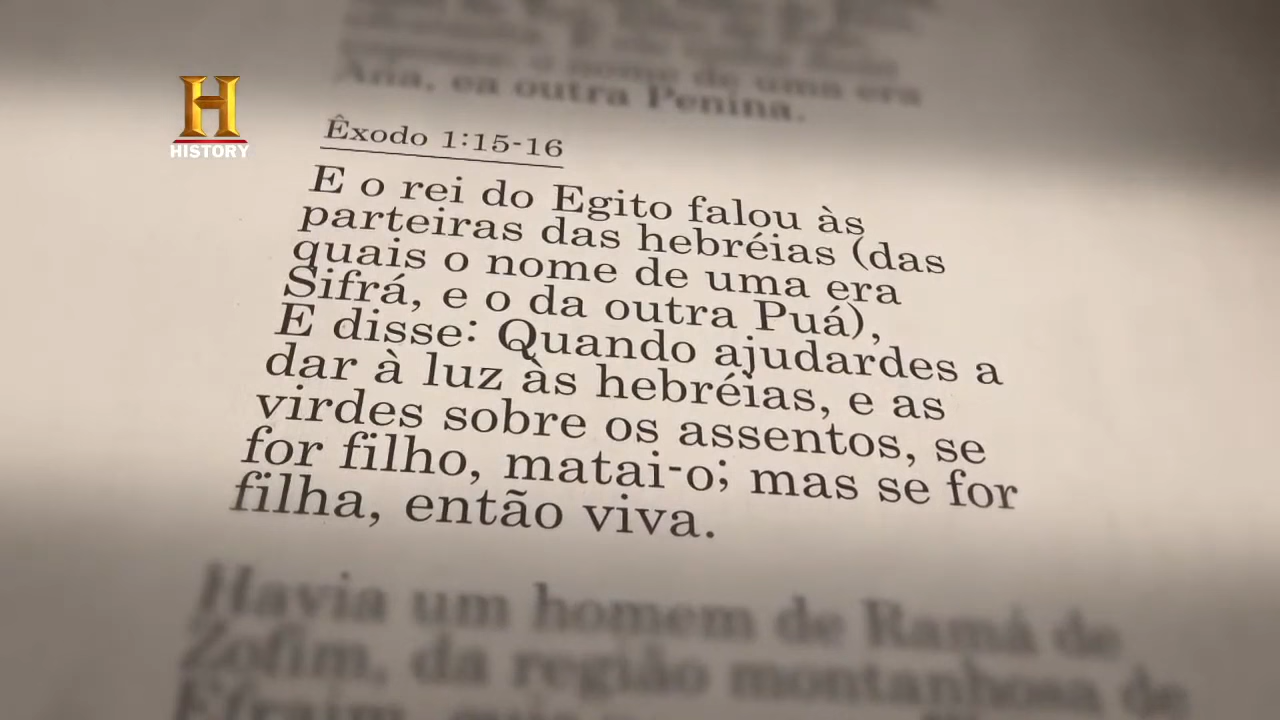 Ana, ea outra Penina.
H
HISTORY
Êxodo 1:15-16
E o rei do Egito falou às
parteiras das hebréias (das
quais o nome de uma era
Sifrá, e o da outra Puá),
E disse: Quando ajudardes a
dar à luz às hebréias, e as
virdes sobre os assentos, se
for filho, matai-o; mas se for
filha, então viva.
Havia um homem de Ramá de
Zofim, da região montanhosa de
Efraim,